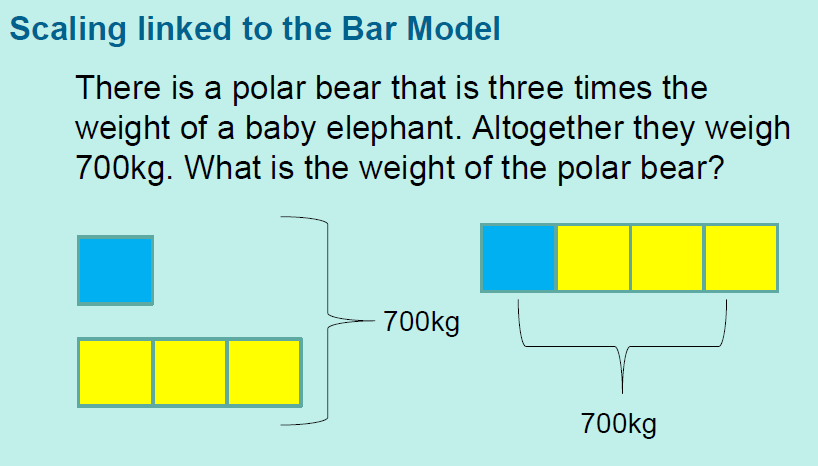 Scaling linked to the Bar Model
There is a polar bear that is three times the
weight of a baby elephant. Altogether they weigh
700kg. What is the weight of the polar bear?
700kg
700kg